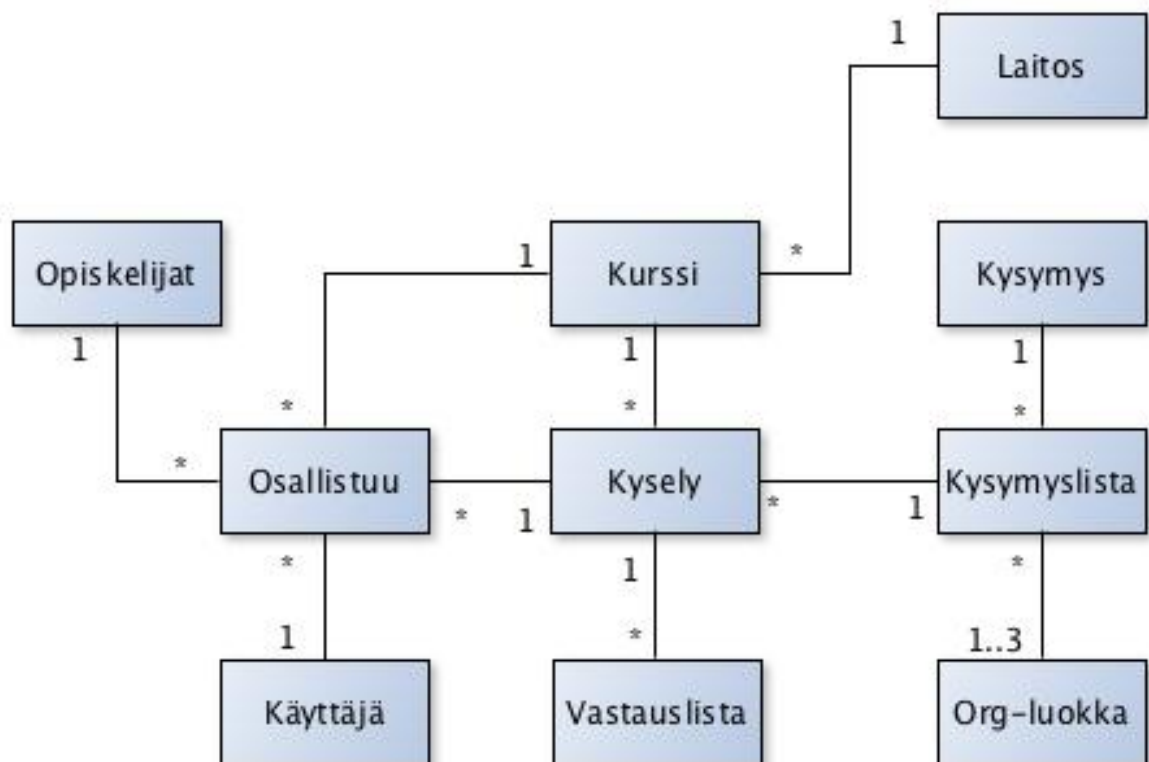 1
Laitos
Opiskelijat
1
Kurssi
*
Kysymys
1
1
1
*
*
*
*
Osallistuu
Kysely
Kysymyslista
*
1
*
1
*
1
*
1
*
1..3
Käyttäjä
Vastauslista
Org-luokka